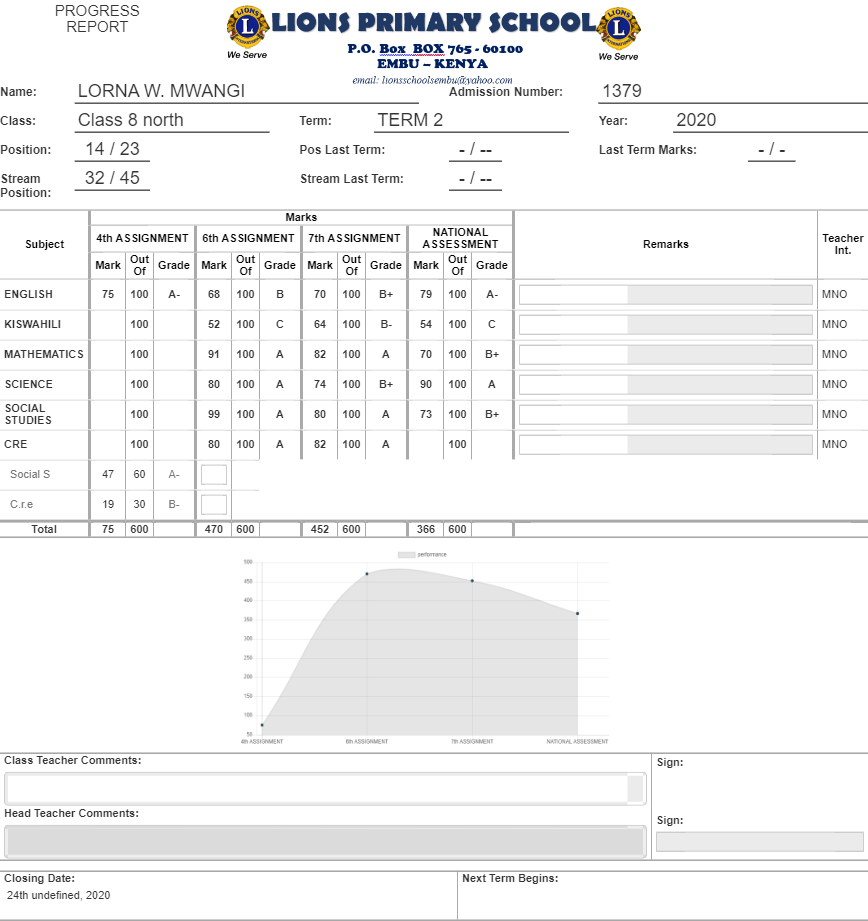 PROGRESS
REPORT
LIONS PRIMARY SCHOOL
LIONS L INTERNATIONAL
LIONS L INTERNATIONAL
We Serve
We Serve
P.O. Box BOX 765 - 60100
EMBU – KENYA
email: lionsschoolsembu@yahoo.com
Name: LORNA W. MWANGI Admission Number: 1379
Class: Class 8 north Term: TERM 2 Year: 2020
Position: 14 / 23 Pos Last Term: - / -- Last Term Marks: - / -
Stream Position: 32 / 45 Stream Last Term: - / --
Marks
Subject 4th ASSIGNMENT 6th ASSIGNMENT 7th ASSIGNMENT NATIONAL ASSESSMENT Remarks Teacher Int.
Mark Out Of Grade Mark Out Of Grade Mark Out Of Grade Mark Out Of Grade
ENGLISH 75 100 A- 68 100 B 70 100 B+ 79 100 A- MNO
KISWAHILI 100 52 100 C 64 100 B- 54 100 C MNO
MATHEMATICS 100 91 100 A 82 100 A 70 100 B+ MNO
SCIENCE 100 80 100 A 74 100 B+ 90 100 A MNO
SOCIAL STUDIES 100 99 100 A 80 100 A 73 100 B+ MNO
CRE 100 80 100 A 82 100 A 100 MNO
Social S 47 60 A-
C.r.e 19 30 B-
Total 75 600 470 600 452 600 366 600
performance
500
450
400
350
300
250
200
150
100
50
4th ASSIGNMENT 6th ASSIGNMENT 7th ASSIGNMENT NATIONAL ASSESSMENT
Class Teacher Comments: Sign:
Head Teacher Comments:
Sign:
Closing Date: Next Term Begins:
24th undefined, 2020